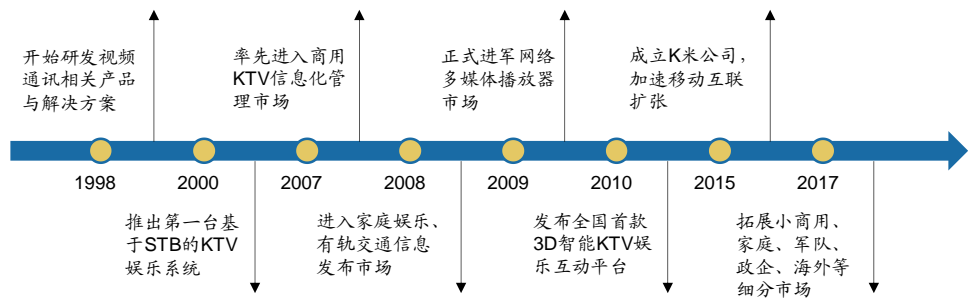 开始研发视频
通讯相关产品
与解决方案
率先进入商用
KTV信息化管
理市场
正式进军网络
多媒体播放器
市场
成立K米公司，
加速移动互联
扩张
1998
2000
2007
2008
2009
2010
2015
2017
推出第一台基
于STB的KTV
娱乐系统
进入家庭娱乐、
有轨交通信息
发布市场
发布全国首款
3D智能KTV娱
乐互动平台
拓展小商用、
家庭、军队、
政企、海外等
细分市场